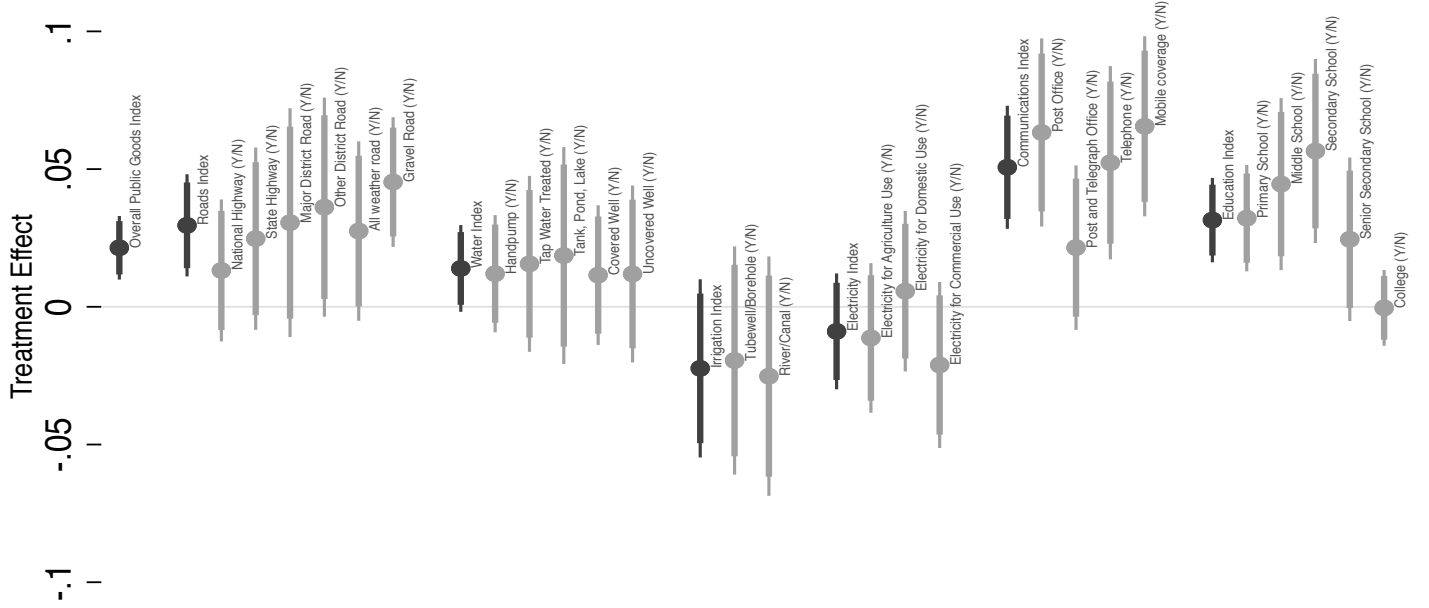 Treatment Effect
.1
.05
0
-.05
-.1
Overall Public Goods Index
Roads Index
National Highway (Y/N)
State Highway (Y/N)
Major District Road (Y/N)
Other District Road (Y/N)
All weather road (Y/N)
Gravel Road (Y/N)
Water Index
Handpump (Y/N)
Tap Water Treated (Y/N)
Tank, Pond, Lake (Y/N)
Covered Well (Y/N)
Uncovered Well (Y/N)
Irrigation Index
Tubewell/Borehole (Y/N)
River/Canal (Y/N)
Electricity Index
Electricity for Agriculture Use (Y/N)
Electricity for Domestic Use (Y/N)
Electricity for Commercial Use (Y/N)
Communications Index
Post Office (Y/N)
Post and Telegraph Office (Y/N)
Telephone (Y/N)
Mobile coverage (Y/N)
Education Index
Primary School (Y/N)
Middle School (Y/N)
Secondary School (Y/N)
Senior Secondary School (Y/N)
College (Y/N)